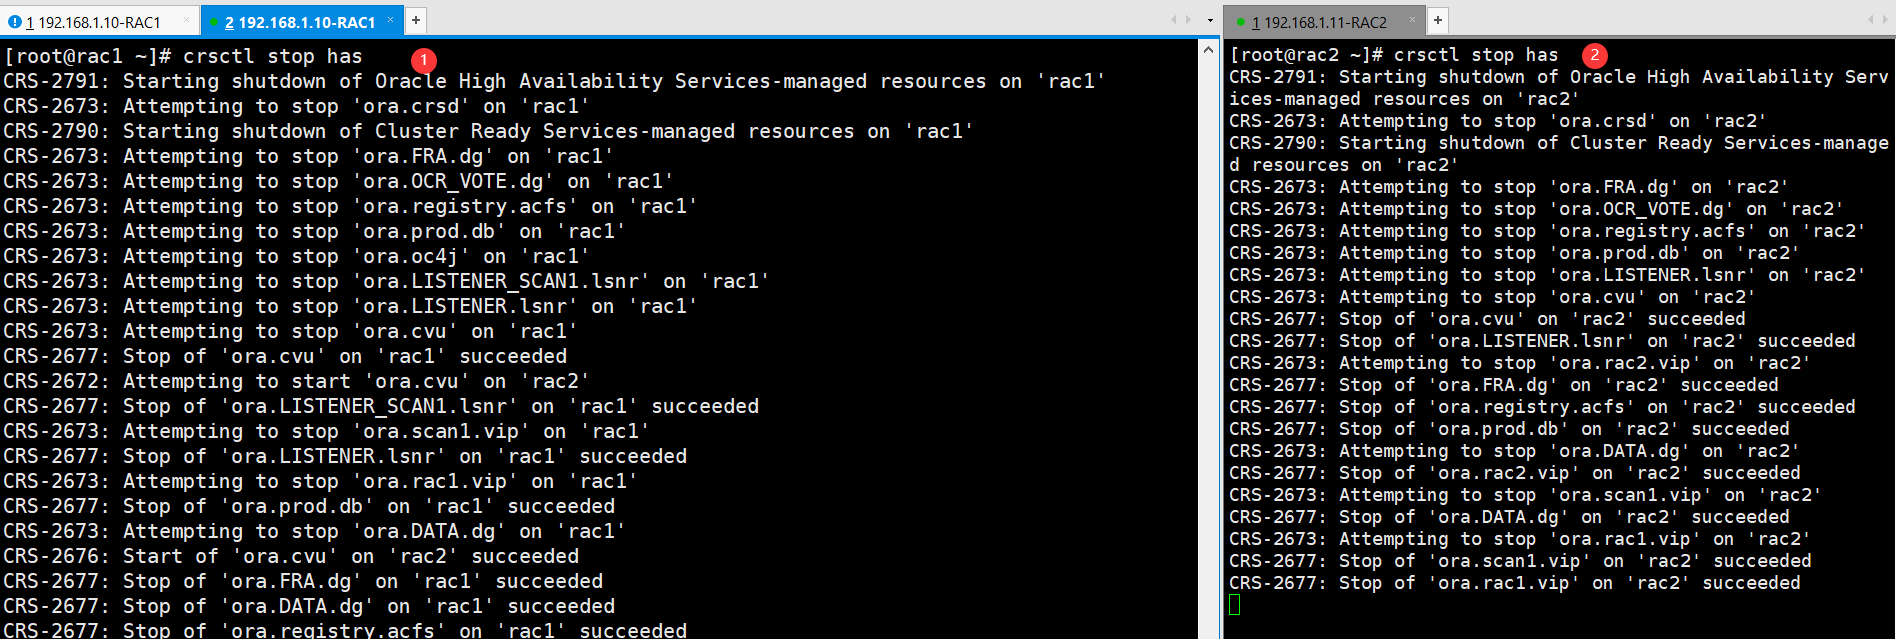 1 192.168.1.10-RAC1
2 192.168.1.10-RAC1
[root@rac1 ~]# crsctl stop has
1
CRS-2791: Starting shutdown of Oracle High Availability Services-managed resources on 'rac1'
CRS-2673: Attempting to stop 'ora.crsd' on 'rac1'
CRS-2790: Starting shutdown of Cluster Ready Services-managed resources on 'rac1'
CRS-2673: Attempting to stop 'ora.FRA.dg' on 'rac1'
CRS-2673: Attempting to stop 'ora.OCR_VOTE.dg' on 'rac1'
CRS-2673: Attempting to stop 'ora.registry.acfs' on 'rac1'
CRS-2673: Attempting to stop 'ora.prod.db' on 'rac1'
CRS-2673: Attempting to stop 'ora.oc4j' on 'rac1'
CRS-2673: Attempting to stop 'ora.LISTENER_SCAN1.lsnr' on 'rac1'
CRS-2673: Attempting to stop 'ora.LISTENER.lsnr' on 'rac1'
CRS-2673: Attempting to stop 'ora.cvu' on 'rac1'
CRS-2677: Stop of 'ora.cvu' on 'rac1' succeeded
CRS-2672: Attempting to start 'ora.cvu' on 'rac2'
CRS-2677: Stop of 'ora.LISTENER_SCAN1.lsnr' on 'rac1' succeeded
CRS-2673: Attempting to stop 'ora.scan1.vip' on 'rac1'
CRS-2677: Stop of 'ora.LISTENER.lsnr' on 'rac1' succeeded
CRS-2673: Attempting to stop 'ora.rac1.vip' on 'rac1'
CRS-2677: Stop of 'ora.prod.db' on 'rac1' succeeded
CRS-2673: Attempting to stop 'ora.DATA.dg' on 'rac1'
CRS-2676: Start of 'ora.cvu' on 'rac2' succeeded
CRS-2677: Stop of 'ora.FRA.dg' on 'rac1' succeeded
CRS-2677: Stop of 'ora.DATA.dg' on 'rac1' succeeded
CRS-2677: Stop of 'ora.registry.acfs' on 'rac1' succeeded
1 192.168.1.11-RAC2
[root@rac2 ~]# crsctl stop has
2
CRS-2791: Starting shutdown of Oracle High Availability Serv
ices-managed resources on 'rac2'
CRS-2673: Attempting to stop 'ora.crsd' on 'rac2'
CRS-2790: Starting shutdown of Cluster Ready Services-manage
d resources on 'rac2'
CRS-2673: Attempting to stop 'ora.FRA.dg' on 'rac2'
CRS-2673: Attempting to stop 'ora.OCR_VOTE.dg' on 'rac2'
CRS-2673: Attempting to stop 'ora.registry.acfs' on 'rac2'
CRS-2673: Attempting to stop 'ora.prod.db' on 'rac2'
CRS-2673: Attempting to stop 'ora.LISTENER.lsnr' on 'rac2'
CRS-2673: Attempting to stop 'ora.cvu' on 'rac2'
CRS-2677: Stop of 'ora.cvu' on 'rac2' succeeded
CRS-2677: Stop of 'ora.LISTENER.lsnr' on 'rac2' succeeded
CRS-2673: Attempting to stop 'ora.rac2.vip' on 'rac2'
CRS-2677: Stop of 'ora.FRA.dg' on 'rac2' succeeded
CRS-2677: Stop of 'ora.registry.acfs' on 'rac2' succeeded
CRS-2677: Stop of 'ora.prod.db' on 'rac2' succeeded
CRS-2673: Attempting to stop 'ora.DATA.dg' on 'rac2'
CRS-2677: Stop of 'ora.rac2.vip' on 'rac2' succeeded
CRS-2673: Attempting to stop 'ora.scan1.vip' on 'rac2'
CRS-2677: Stop of 'ora.DATA.dg' on 'rac2' succeeded
CRS-2673: Attempting to stop 'ora.rac1.vip' on 'rac2'
CRS-2677: Stop of 'ora.scan1.vip' on 'rac2' succeeded
CRS-2677: Stop of 'ora.rac1.vip' on 'rac2' succeeded